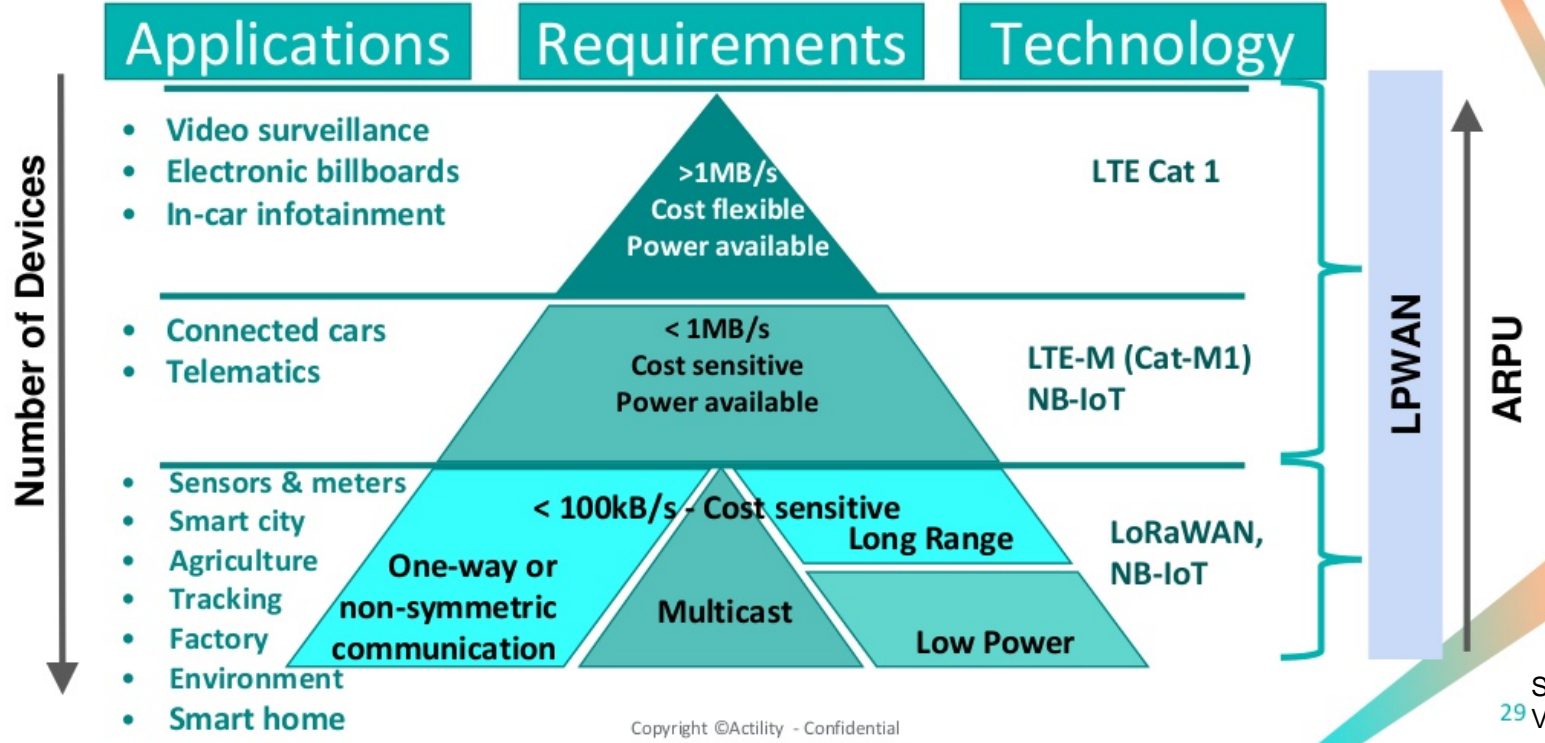 Applications
Requirements
Technology
Number of Devices
• Video surveillance
• Electronic billboards
• In-car infotainment
>1MB/s
Cost flexible
Power available
LTE Cat 1
• Connected cars
• Telematics
< 1MB/s
Cost sensitive
Power available
LTE-M (Cat-M1)
NB-IoT
• Sensors & meters
• Smart city
• Agriculture
• Tracking
• Factory
• Environment
• Smart home
< 100kB/s - Cost sensitive
One-way or
non-symmetric
communication
Multicast
Long Range
Low Power
LoRaWAN,
NB-IoT
LPWAN
ARPU
Copyright ©Actility - Confidential
29
S
V